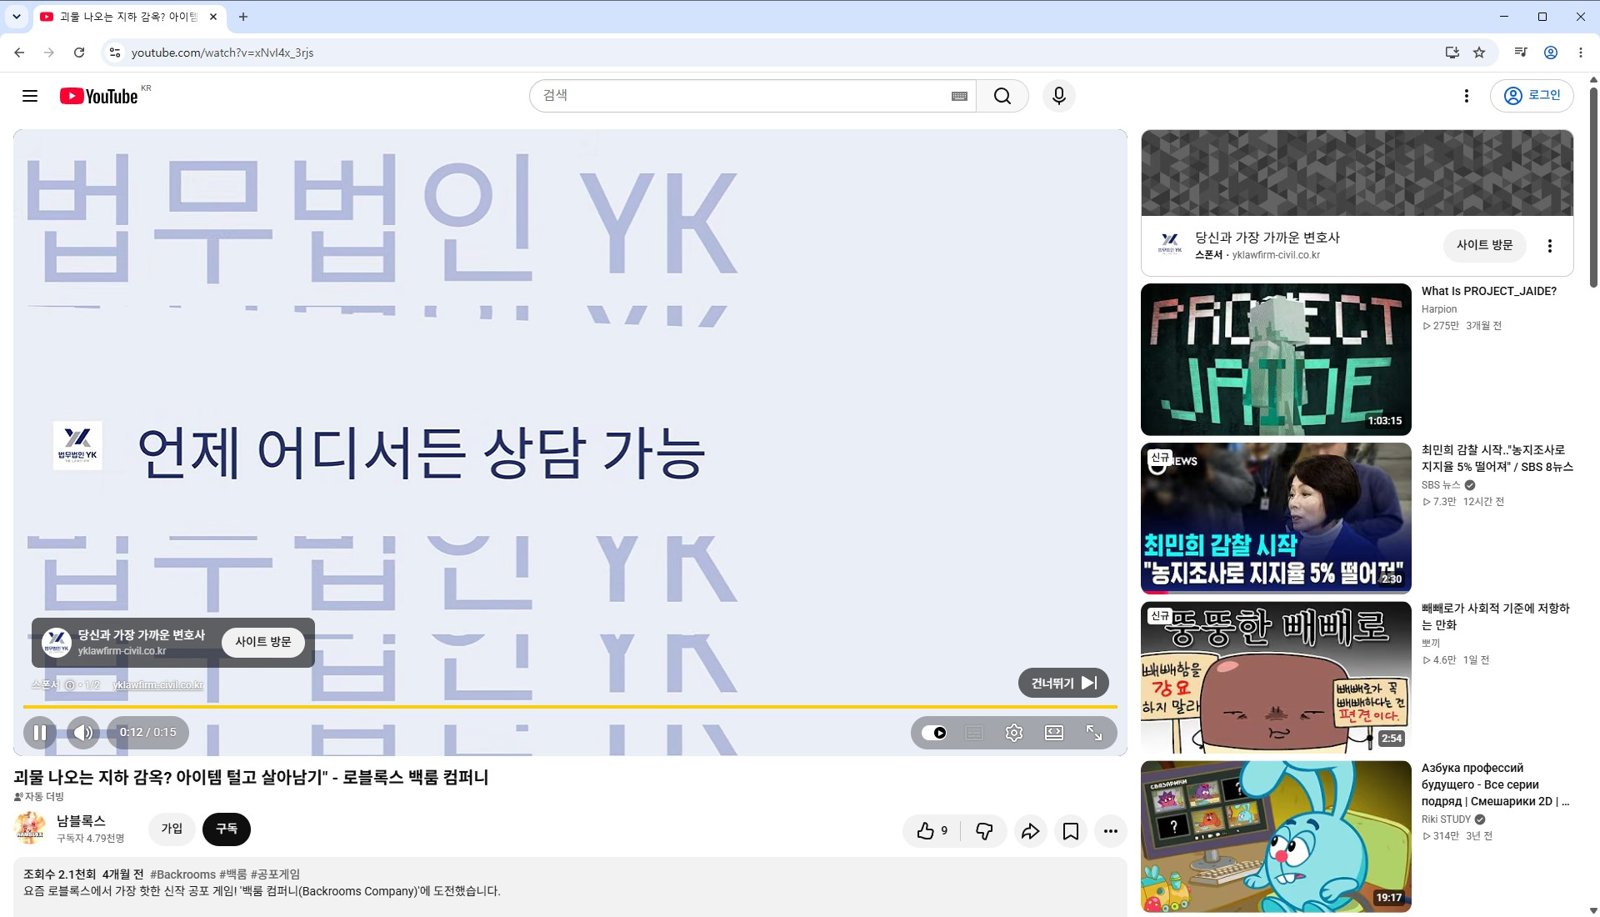 괴물 나오는 지하 감옥? 아이템
youtube.com/watch?v=xNvI4x_3rjs
YouTube KR
검색
로그인
법무법인 YK
법무법인 YK
언제 어디서든 상담 가능
법무법인 YK
당신과 가장 가까운 변호사
yklawfirm-civil.co.kr
사이트 방문
스폰서 · 1/2 yklawfirm-civil.co.kr
건너뛰기
0:12 / 0:15
괴물 나오는 지하 감옥? 아이템 털고 살아남기" - 로블록스 백룸 컴퍼니
자동 더빙
남블록스
구독자 4.79천명
가입
구독
9
조회수 2.1천회 4개월 전 #Backrooms #백룸 #공포게임
요즘 로블록스에서 가장 핫한 신작 공포 게임! '백룸 컴퍼니(Backrooms Company)'에 도전했습니다.
당신과 가장 가까운 변호사
스폰서 · yklawfirm-civil.co.kr
사이트 방문
PROJECT
JAIDE
1:03:15
What Is PROJECT_JAIDE?
Harpion
275만 3개월 전
신규
NEWS
최민희 감찰 시작
"농지조사로 지지율 5% 떨어져"
2:30
최민희 감찰 시작.."농지조사로
지지율 5% 떨어져" / SBS 8뉴스
SBS 뉴스
7.3만 12시간 전
신규
뚱뚱한 빼빼로
빼빼함을
강요
하지 말라
빼빼로가 꼭
빼빼하다는 건
편견이다.
2:54
빼빼로가 사회적 기준에 저항하
는 만화
뽀끼
4.6만 1일 전
19:17
Азбука профессий
будущего - Все серии
подряд | Смешарики 2D | ...
Riki STUDY
314만 3년 전